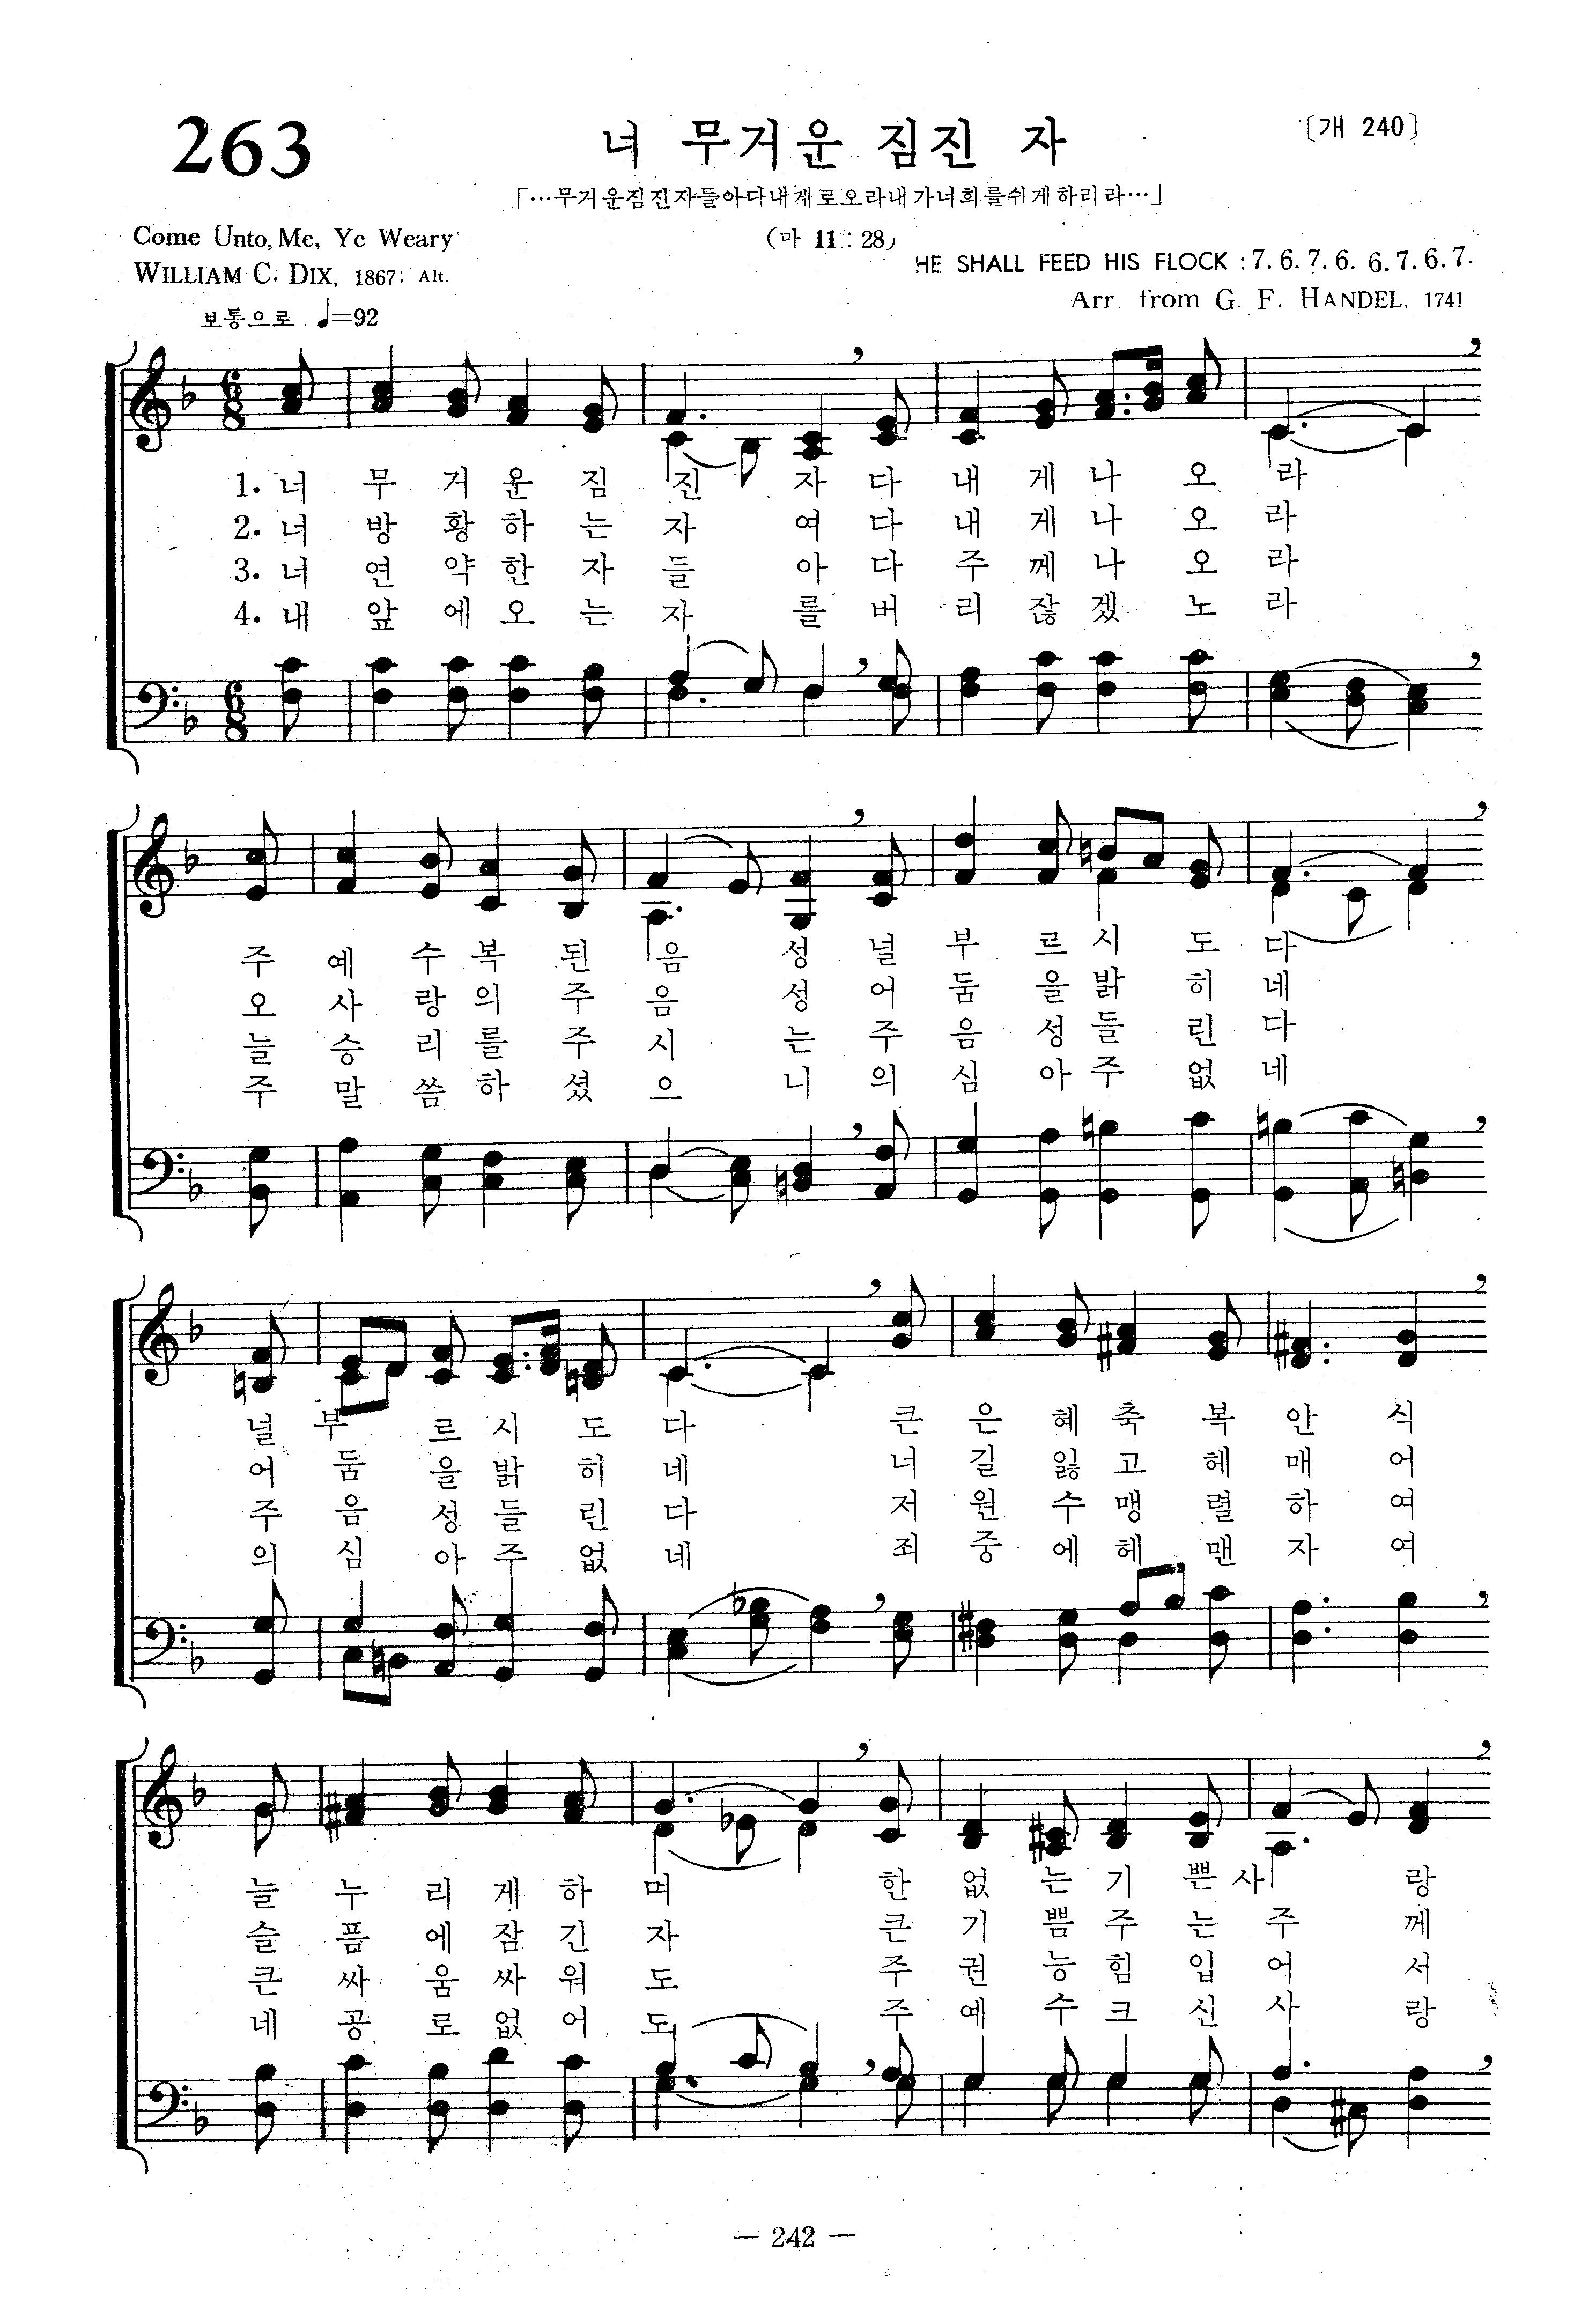 263
너 무거운 짐진 자
〔개 240〕
「…무거운짐진자들아다내게로오라내가너희를쉬게하리라…」
Come Unto, Me, Ye Weary
(마 11 : 28)
WILLIAM C. DIX, 1867; Alt.
HE SHALL FEED HIS FLOCK : 7. 6. 7. 6. 6. 7. 6. 7.
Arr. from G. F. HANDEL, 1741
보통으로 ♩=92
1. 너 무 거 운 짐 진 자 다 내 게 나 오 라
2. 너 방 황 하 는 자 여 다 내 게 나 오 라
3. 너 연 약 한 자 들 아 다 주 께 나 오 라
4. 내 앞 에 오 는 자 를 버 리 잖 겠 노 라
주 예 수 복 된 음 성 널 부 르 시 도 다
오 사 랑 의 주 음 성 어 둠 을 밝 히 네
늘 승 리 를 주 시 는 주 음 성 들 린 다
주 말 씀 하 셨 으 니 의 심 아 주 없 네
널 부 르 시 도 다 큰 은 혜 축 복 안 식
어 둠 을 밝 히 네 너 길 잃 고 헤 매 어
주 음 성 들 린 다 저 원 수 맹 렬 하 여
의 심 아 주 없 네 죄 중 에 헤 맨 자 여
늘 누 리 게 하 며 한 없 는 기 쁜 사 랑
슬 픔 에 잠 긴 자 큰 기 쁨 주 는 주 께
큰 싸 움 싸 워 도 주 권 능 힘 입 어 서
네 공 로 없 어 도 주 예 수 크 신 사 랑
— 242 —